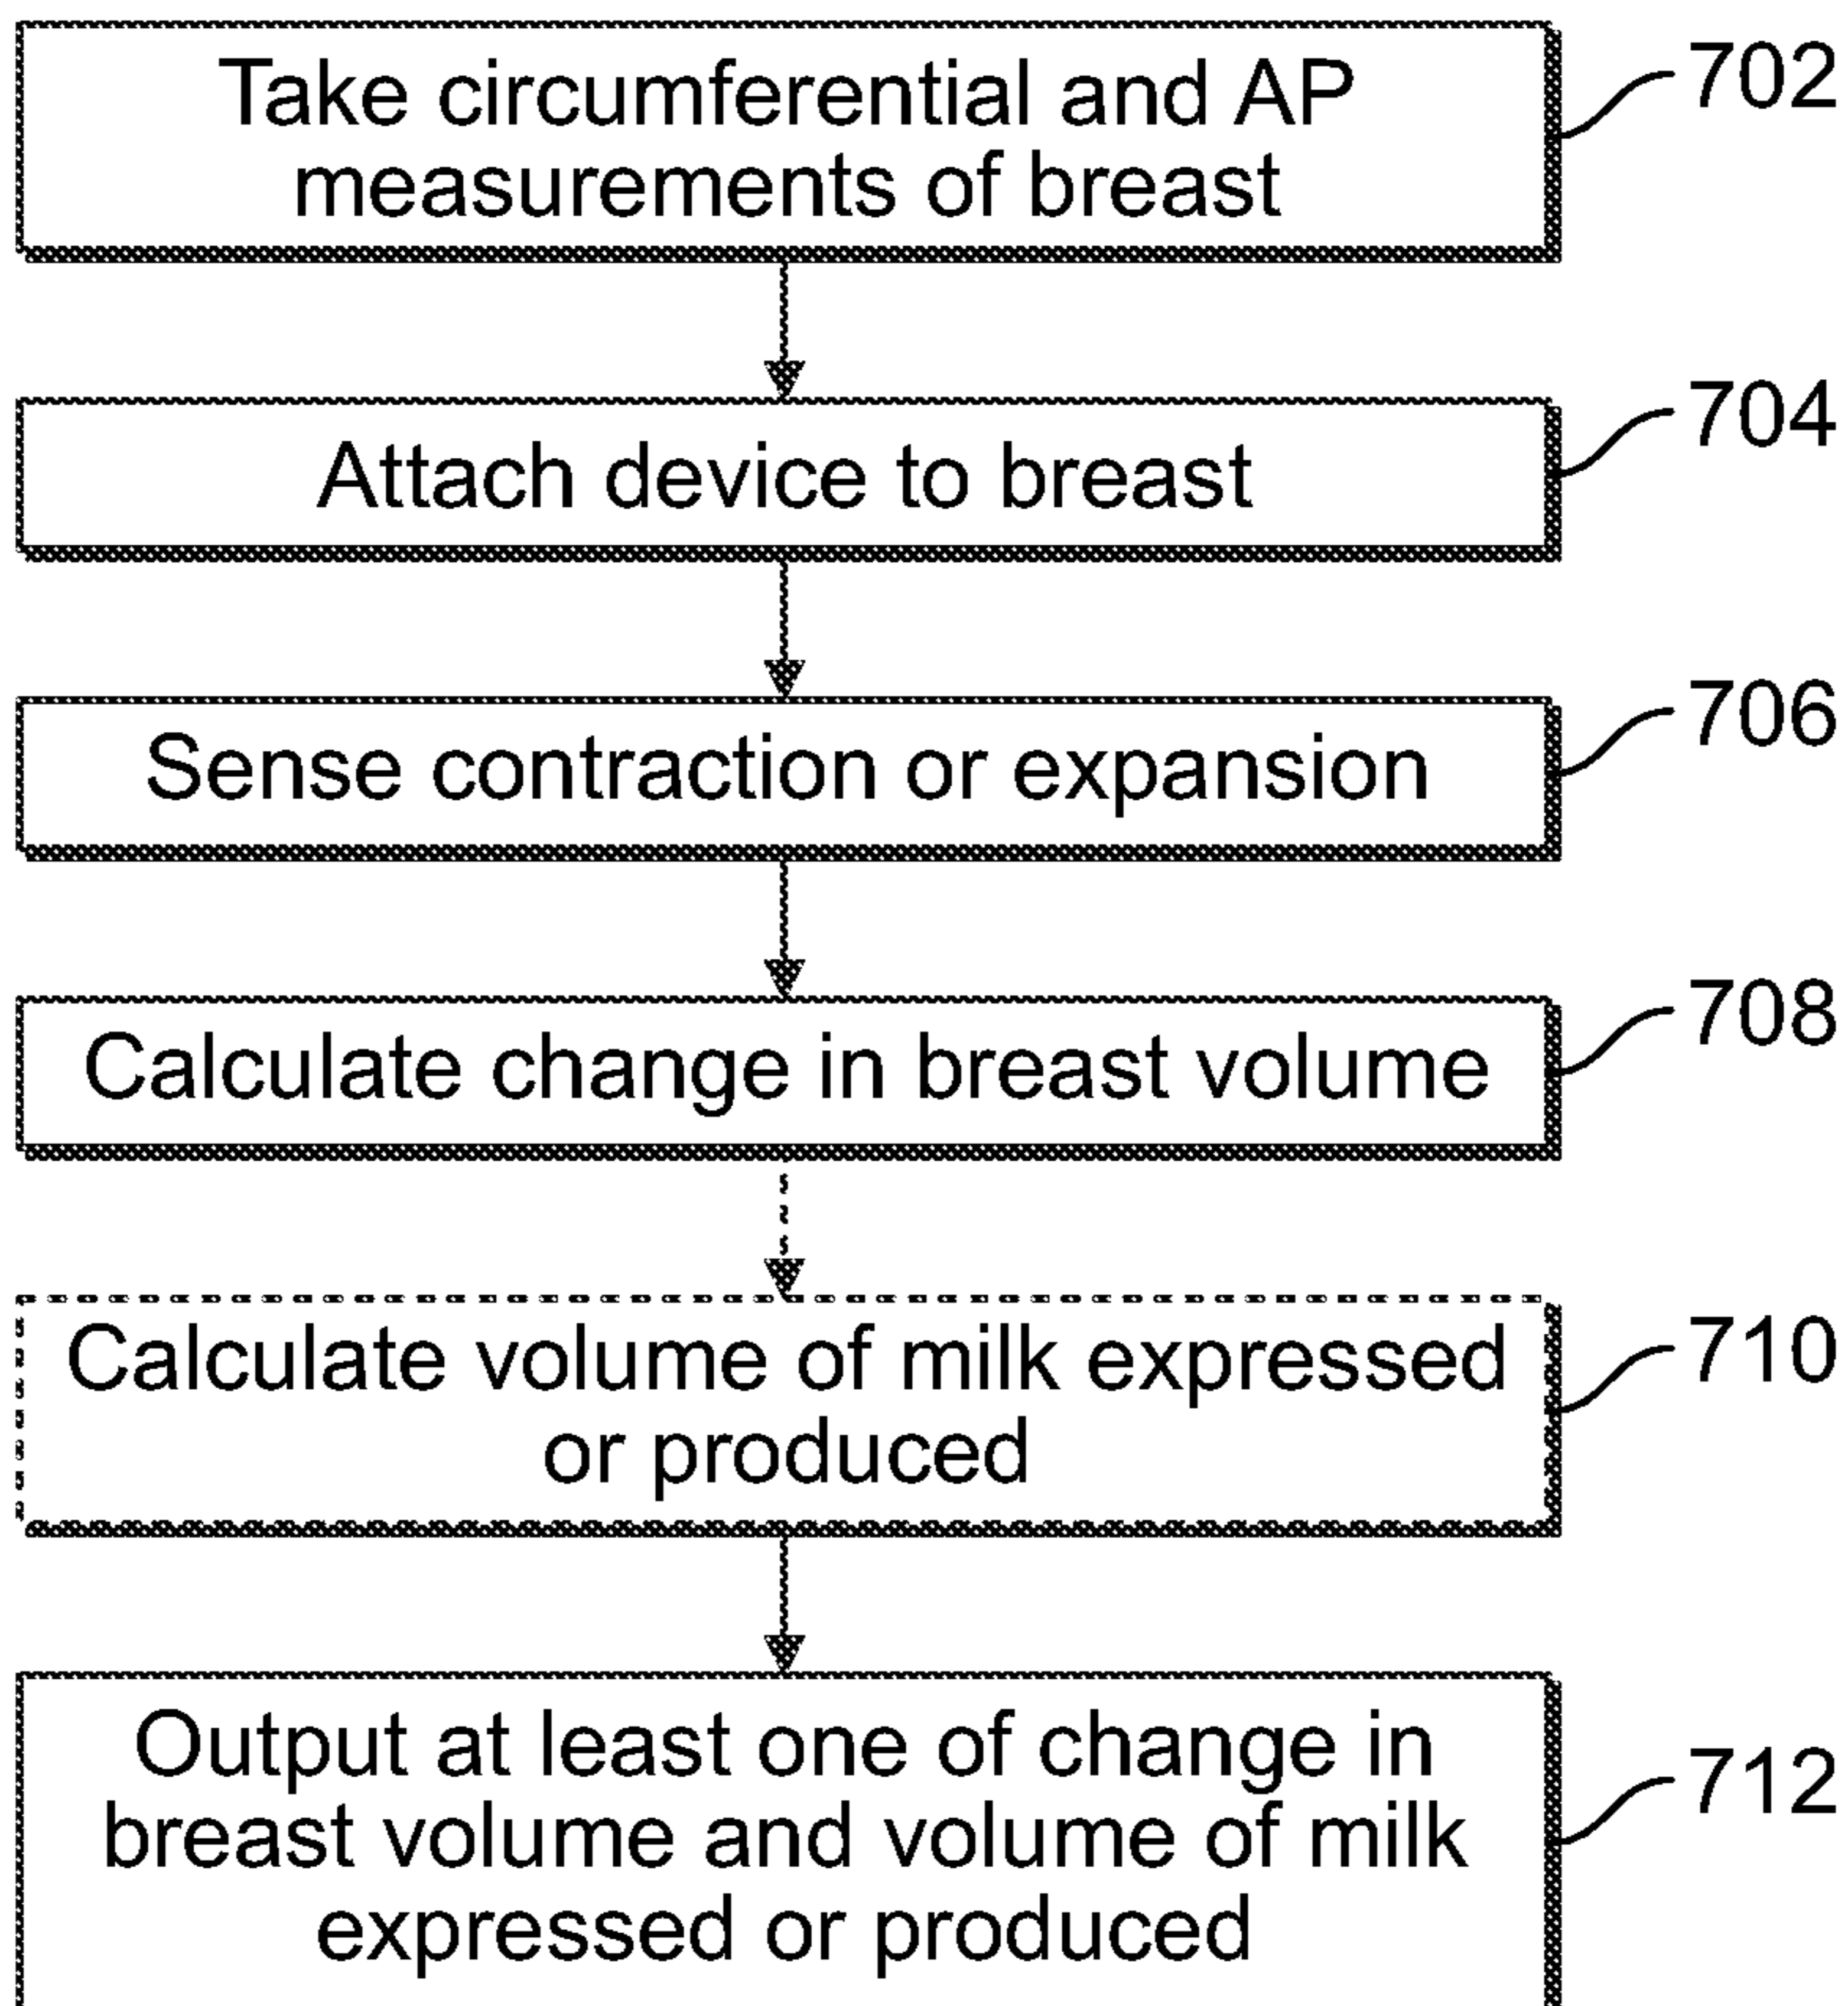 Take circumferential and AP
measurements of breast
702
Attach device to breast
704
Sense contraction or expansion
706
Calculate change in breast volume
708
Calculate volume of milk expressed
or produced
710
Output at least one of change in
breast volume and volume of milk
expressed or produced
712